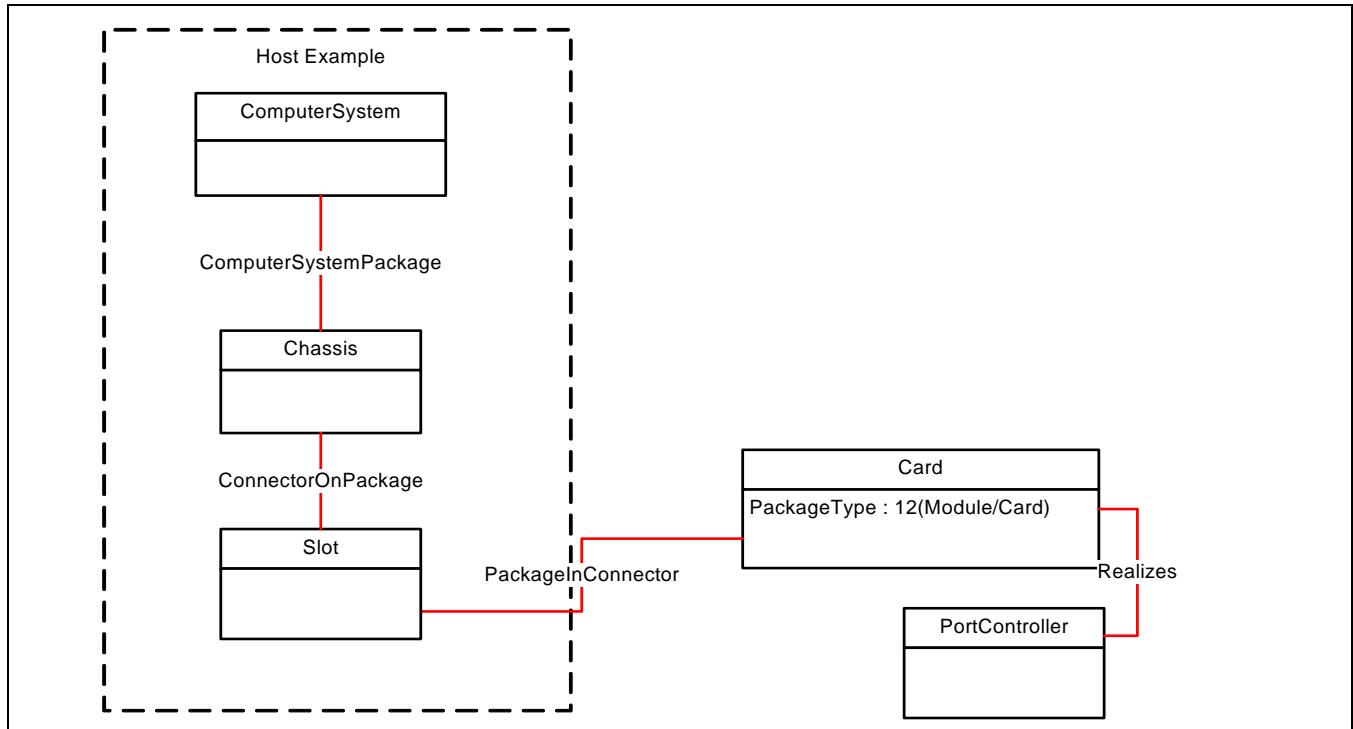 Host Example
ComputerSystem
ComputerSystemPackage
Chassis
ConnectorOnPackage
Slot
PackageInConnector
Card
PackageType : 12(Module/Card)
Realizes
PortController